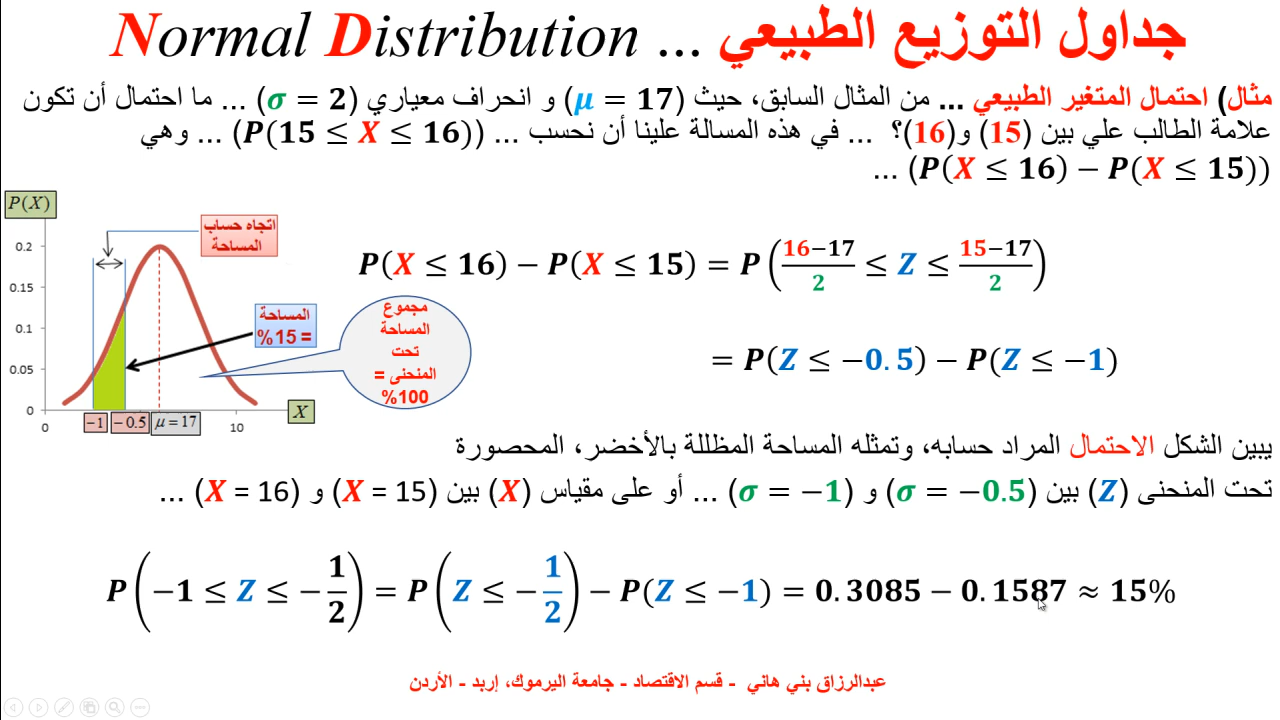 جداول التوزيع الطبيعي ... Normal Distribution
مثال) احتمال المتغير الطبيعي ... من المثال السابق، حيث (μ = 17) و انحراف معياري (σ = 2) ... ما احتمال أن تكون
علامة الطالب علي بين (15) و(16)؟ ... في هذه المسالة علينا أن نحسب ... (P(15 ≤ X ≤ 16)) ... وهي
(P(X ≤ 16) − P(X ≤ 15)) ...
P(X ≤ 16) − P(X ≤ 15) = P((16−17)/2 ≤ Z ≤ (15−17)/2)
= P(Z ≤ −0.5) − P(Z ≤ −1)
P(X)
0.2
0.15
0.1
0.05
0
0
−1
−0.5
μ = 17
10
X
اتجاه حساب
المساحة
المساحة
= 15%
مجموع
المساحة
تحت
المنحنى =
100%
يبين الشكل الاحتمال المراد حسابه، وتمثله المساحة المظللة بالأخضر، المحصورة
تحت المنحنى (Z) بين (σ = −0.5) و (σ = −1) ... أو على مقياس (X) بين (X = 15) و (X = 16) ...
P(−1 ≤ Z ≤ −1/2) = P(Z ≤ −1/2) − P(Z ≤ −1) = 0.3085 − 0.1587 ≈ 15%
عبدالرزاق بني هاني - قسم الاقتصاد - جامعة اليرموك، إربد - الأردن